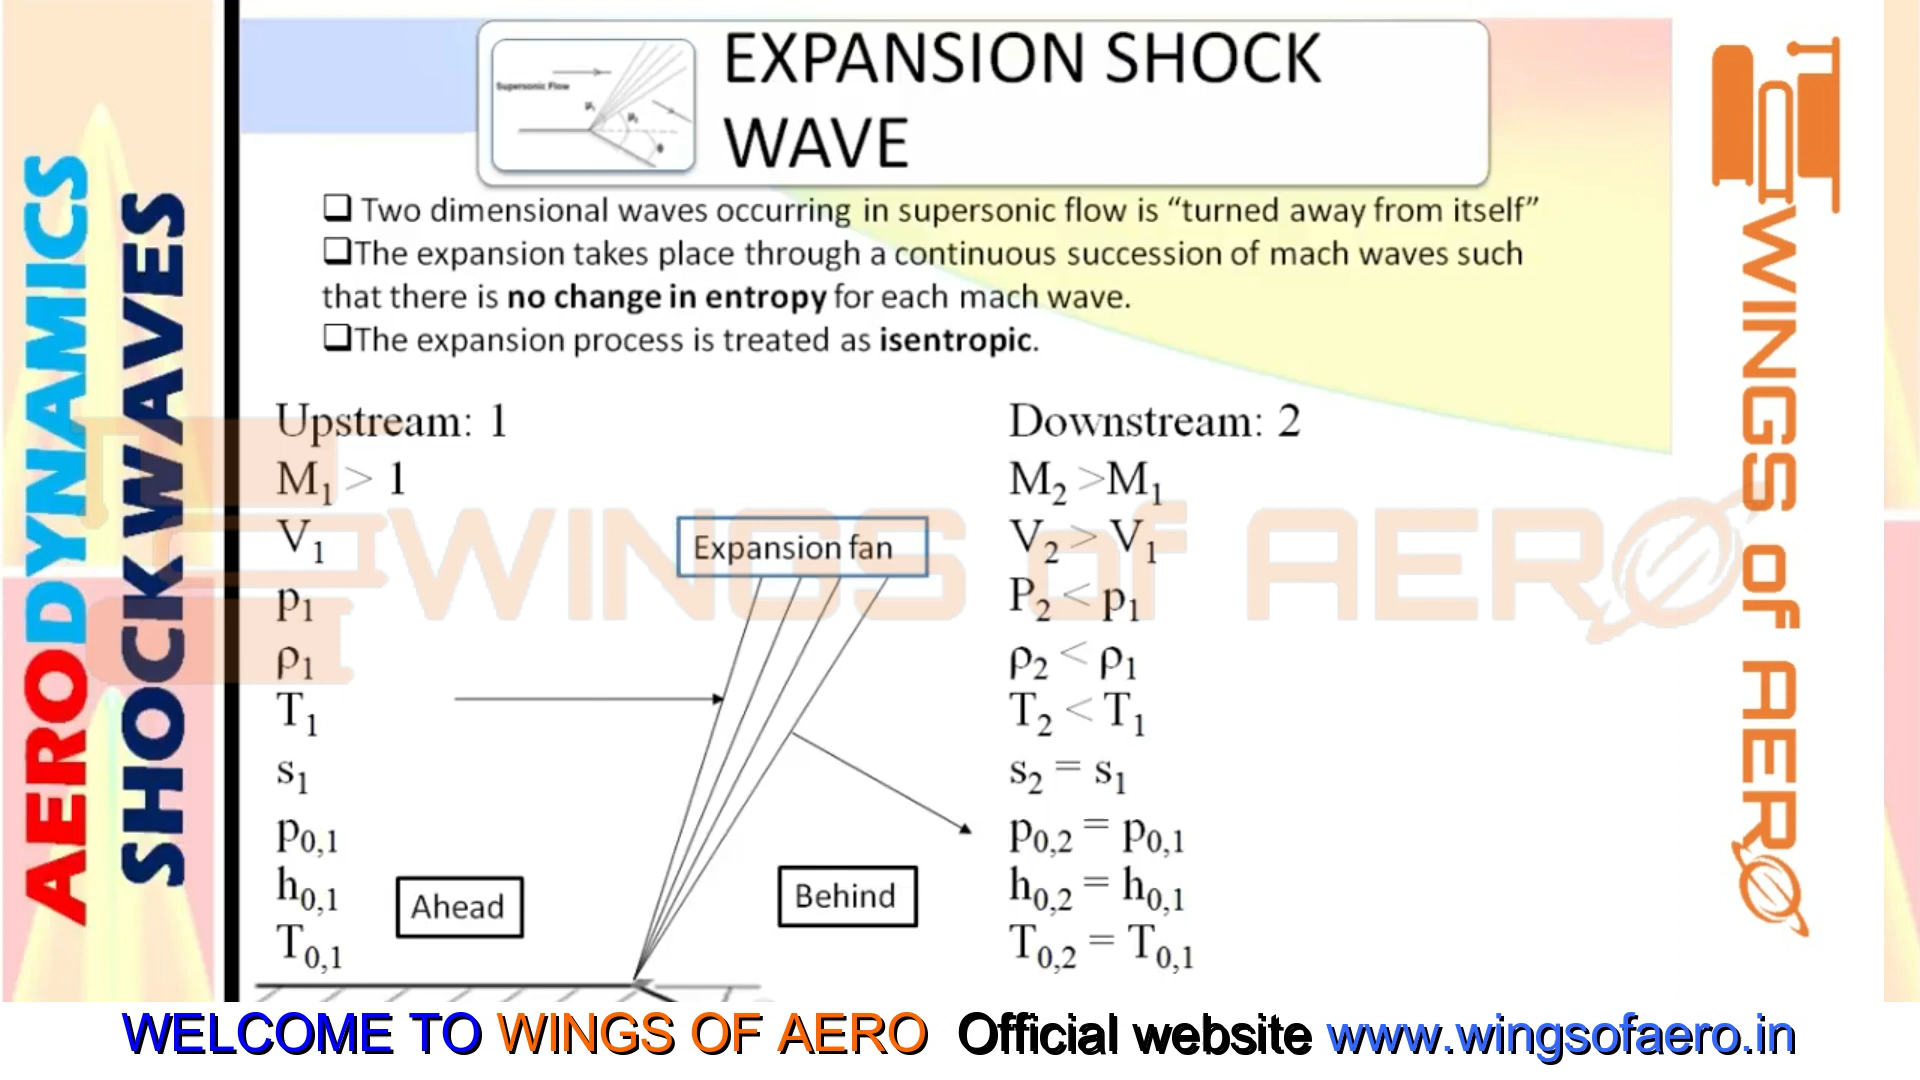 AERODYNAMICS
SHOCKWAVES
Supersonic Flow
EXPANSION SHOCK
WAVE
Two dimensional waves occurring in supersonic flow is “turned away from itself”
The expansion takes place through a continuous succession of mach waves such
that there is no change in entropy for each mach wave.
The expansion process is treated as isentropic.
Upstream: 1
M₁ > 1
V₁
p₁
ρ₁
T₁
s₁
p₀,₁
h₀,₁
T₀,₁
Expansion fan
Ahead
Behind
Downstream: 2
M₂ >M₁
V₂ > V₁
P₂ < p₁
ρ₂ < ρ₁
T₂ < T₁
s₂ = s₁
p₀,₂ = p₀,₁
h₀,₂ = h₀,₁
T₀,₂ = T₀,₁
WINGS of AERO
WINGS OF AERO
WELCOME TO WINGS OF AERO Official website www.wingsofaero.in